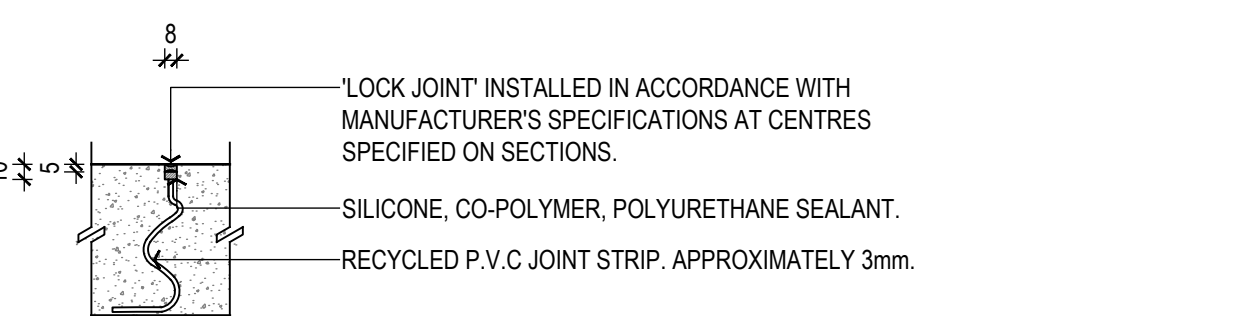 8
'LOCK JOINT' INSTALLED IN ACCORDANCE WITH
MANUFACTURER'S SPECIFICATIONS AT CENTRES
SPECIFIED ON SECTIONS.
5
SILICONE, CO-POLYMER, POLYURETHANE SEALANT.
RECYCLED P.V.C JOINT STRIP. APPROXIMATELY 3mm.